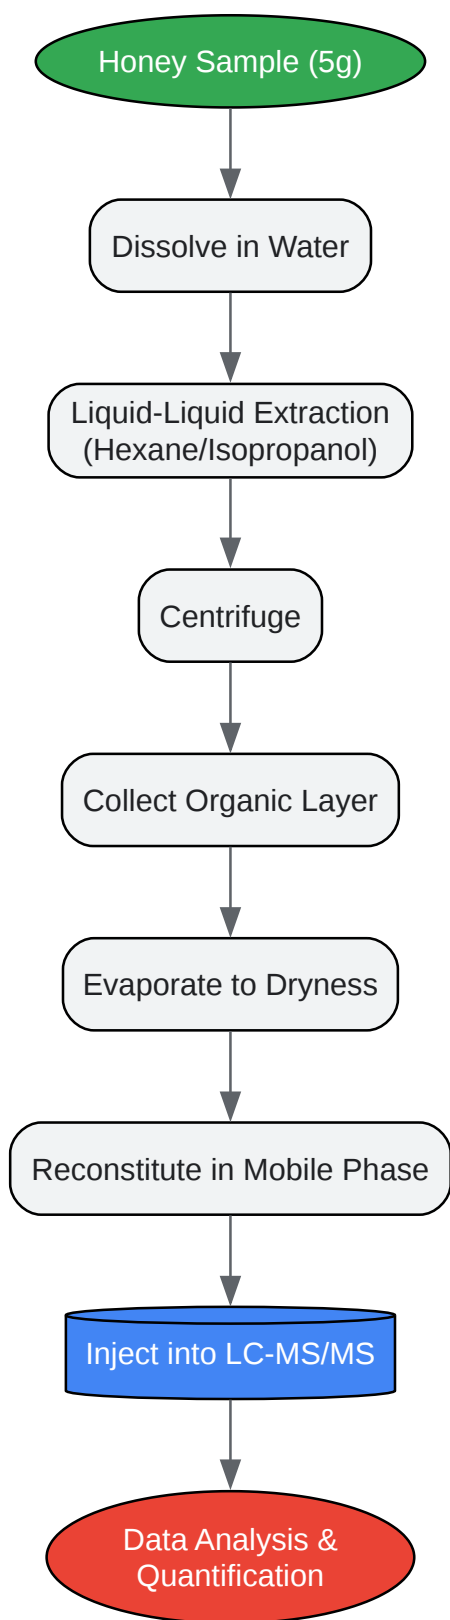 Honey Sample (5g)
Dissolve in Water
Liquid-Liquid Extraction
(Hexane/Isopropanol)
Centrifuge
Collect Organic Layer
Evaporate to Dryness
Reconstitute in Mobile Phase
Inject into LC-MS/MS
Data Analysis &
Quantification